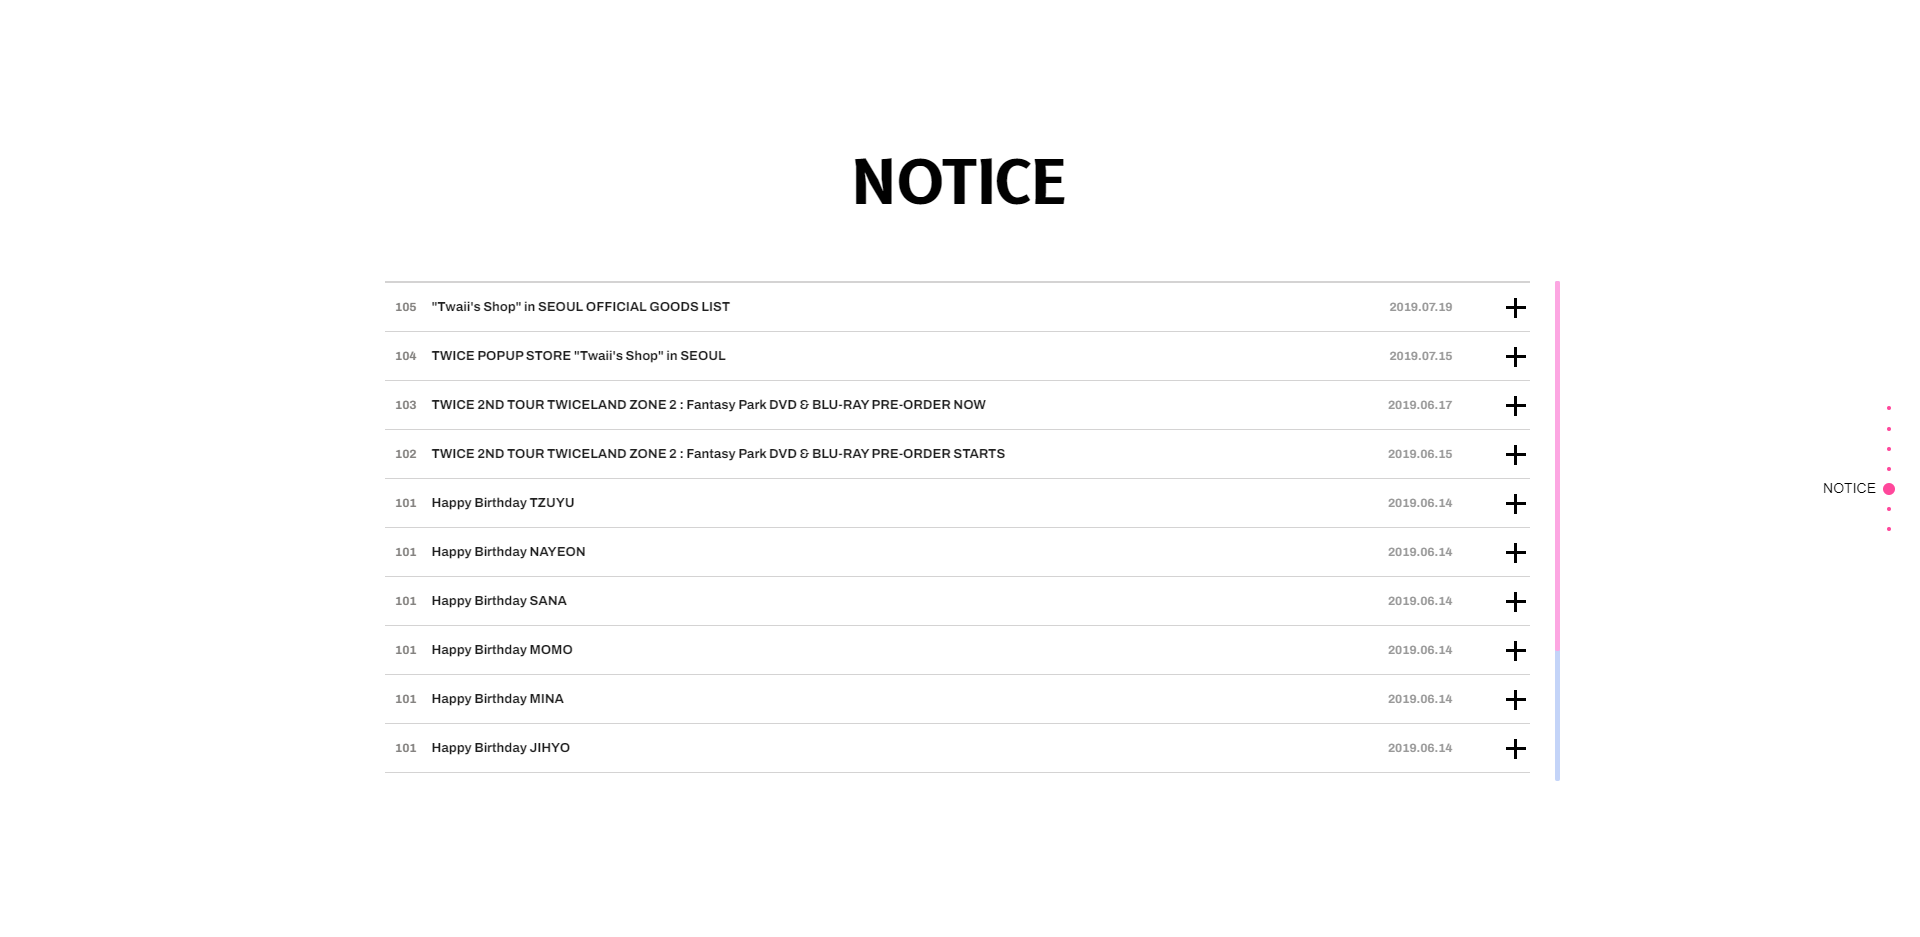 NOTICE
105 "Twaii's Shop" in SEOUL OFFICIAL GOODS LIST 2019.07.19
104 TWICE POPUP STORE "Twaii's Shop" in SEOUL 2019.07.15
103 TWICE 2ND TOUR TWICELAND ZONE 2 : Fantasy Park DVD & BLU-RAY PRE-ORDER NOW 2019.06.17
102 TWICE 2ND TOUR TWICELAND ZONE 2 : Fantasy Park DVD & BLU-RAY PRE-ORDER STARTS 2019.06.15
101 Happy Birthday TZUYU 2019.06.14
101 Happy Birthday NAYEON 2019.06.14
101 Happy Birthday SANA 2019.06.14
101 Happy Birthday MOMO 2019.06.14
101 Happy Birthday MINA 2019.06.14
101 Happy Birthday JIHYO 2019.06.14
NOTICE